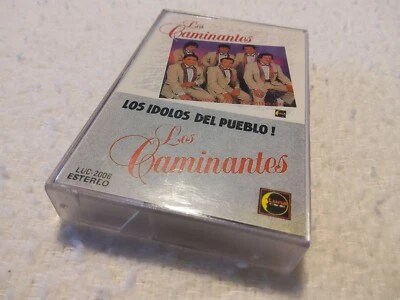 Los
Caminantes
LOS IDOLOS DEL PUEBLO!
Los
Caminantes
LUC-2006
ESTEREO